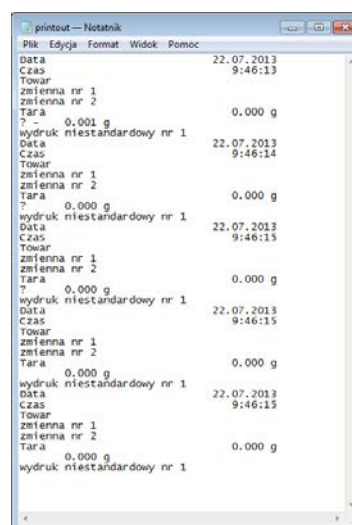 printout — Notatnik
Plik Edycja Format Widok Pomoc
Data 22.07.2013
Czas 9:46:13
Towar
zmienna nr 1
zmienna nr 2
Tara 0.000 g
? - 0.001 g
wydruk niestandardowy nr 1
Data 22.07.2013
Czas 9:46:14
Towar
zmienna nr 1
zmienna nr 2
Tara 0.000 g
? 0.000 g
wydruk niestandardowy nr 1
Data 22.07.2013
Czas 9:46:15
Towar
zmienna nr 1
zmienna nr 2
Tara 0.000 g
? 0.000 g
wydruk niestandardowy nr 1
Data 22.07.2013
Czas 9:46:15
Towar
zmienna nr 1
zmienna nr 2
Tara 0.000 g
0.000 g
wydruk niestandardowy nr 1
Data 22.07.2013
Czas 9:46:15
Towar
zmienna nr 1
zmienna nr 2
Tara 0.000 g
0.000 g
wydruk niestandardowy nr 1